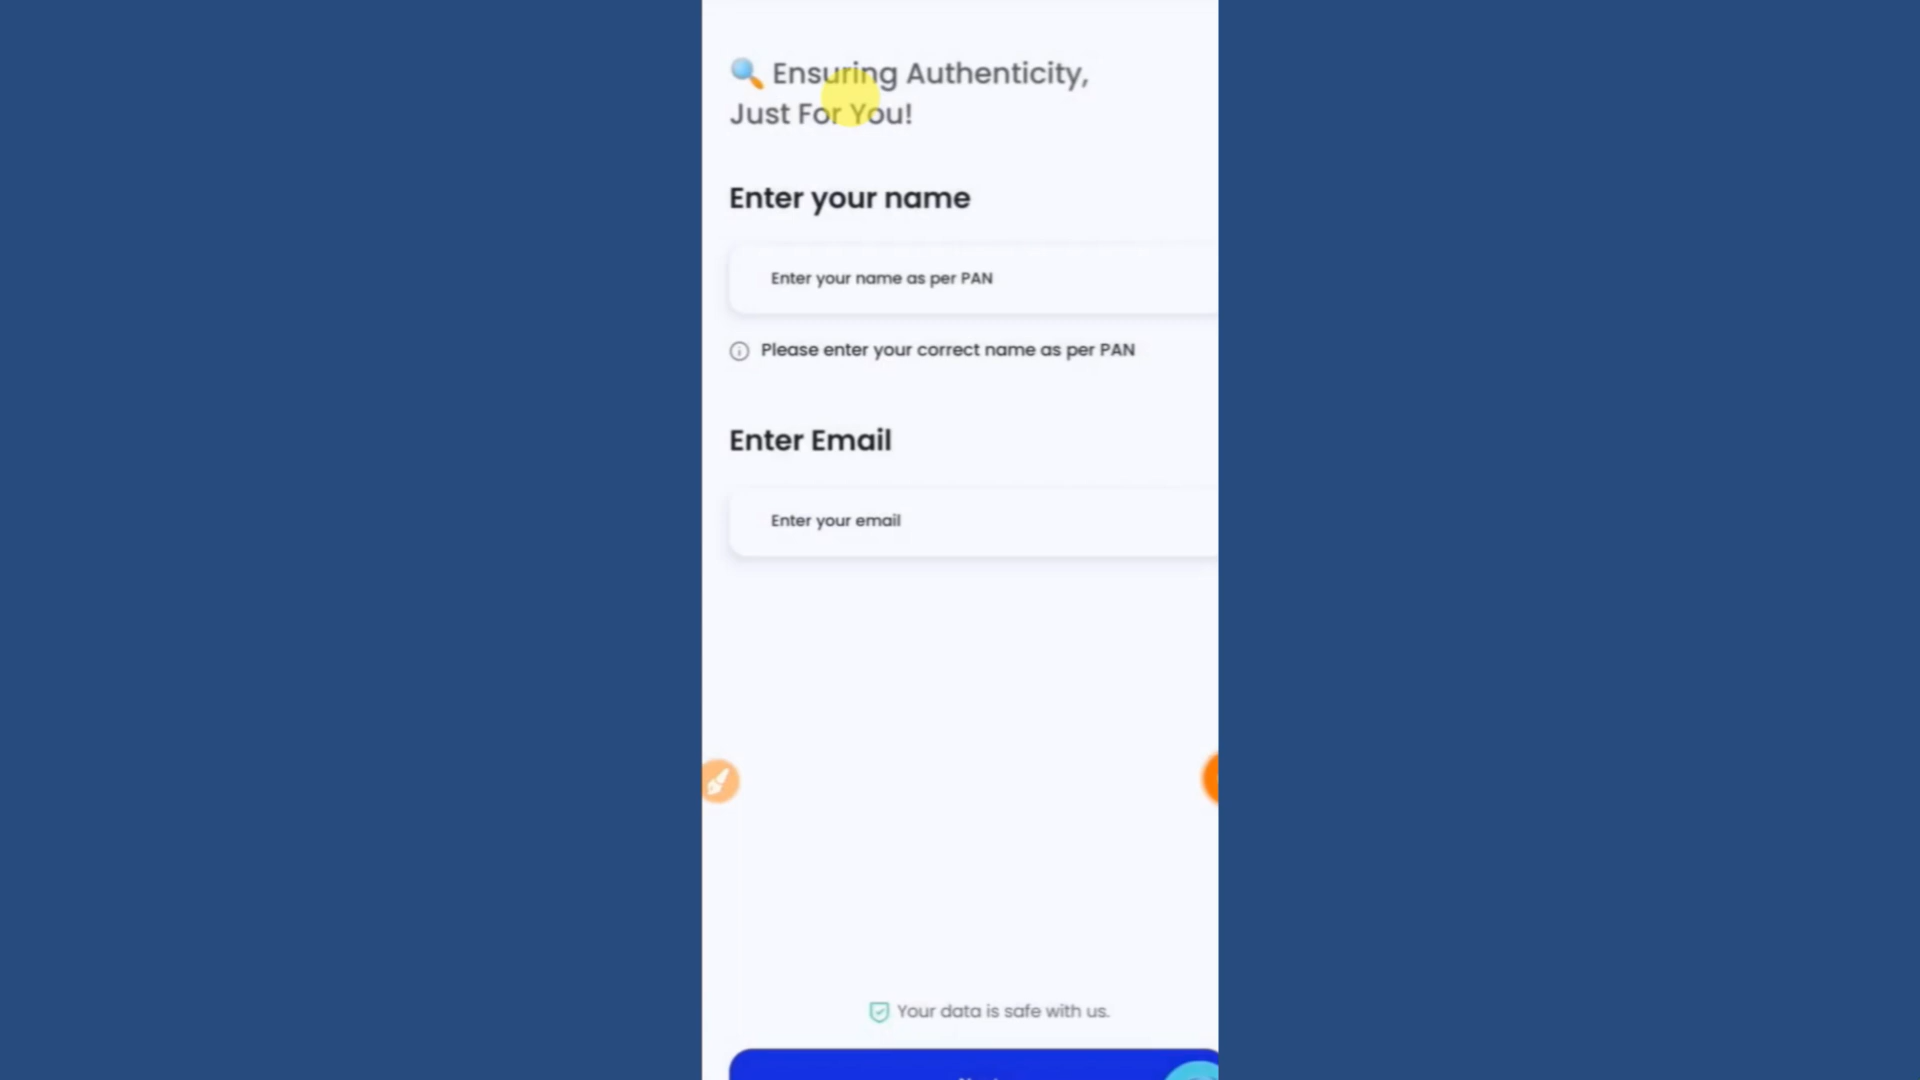 Ensuring Authenticity,
Just For You!
Enter your name
Enter your name as per PAN
Please enter your correct name as per PAN
Enter Email
Enter your email
Your data is safe with us.